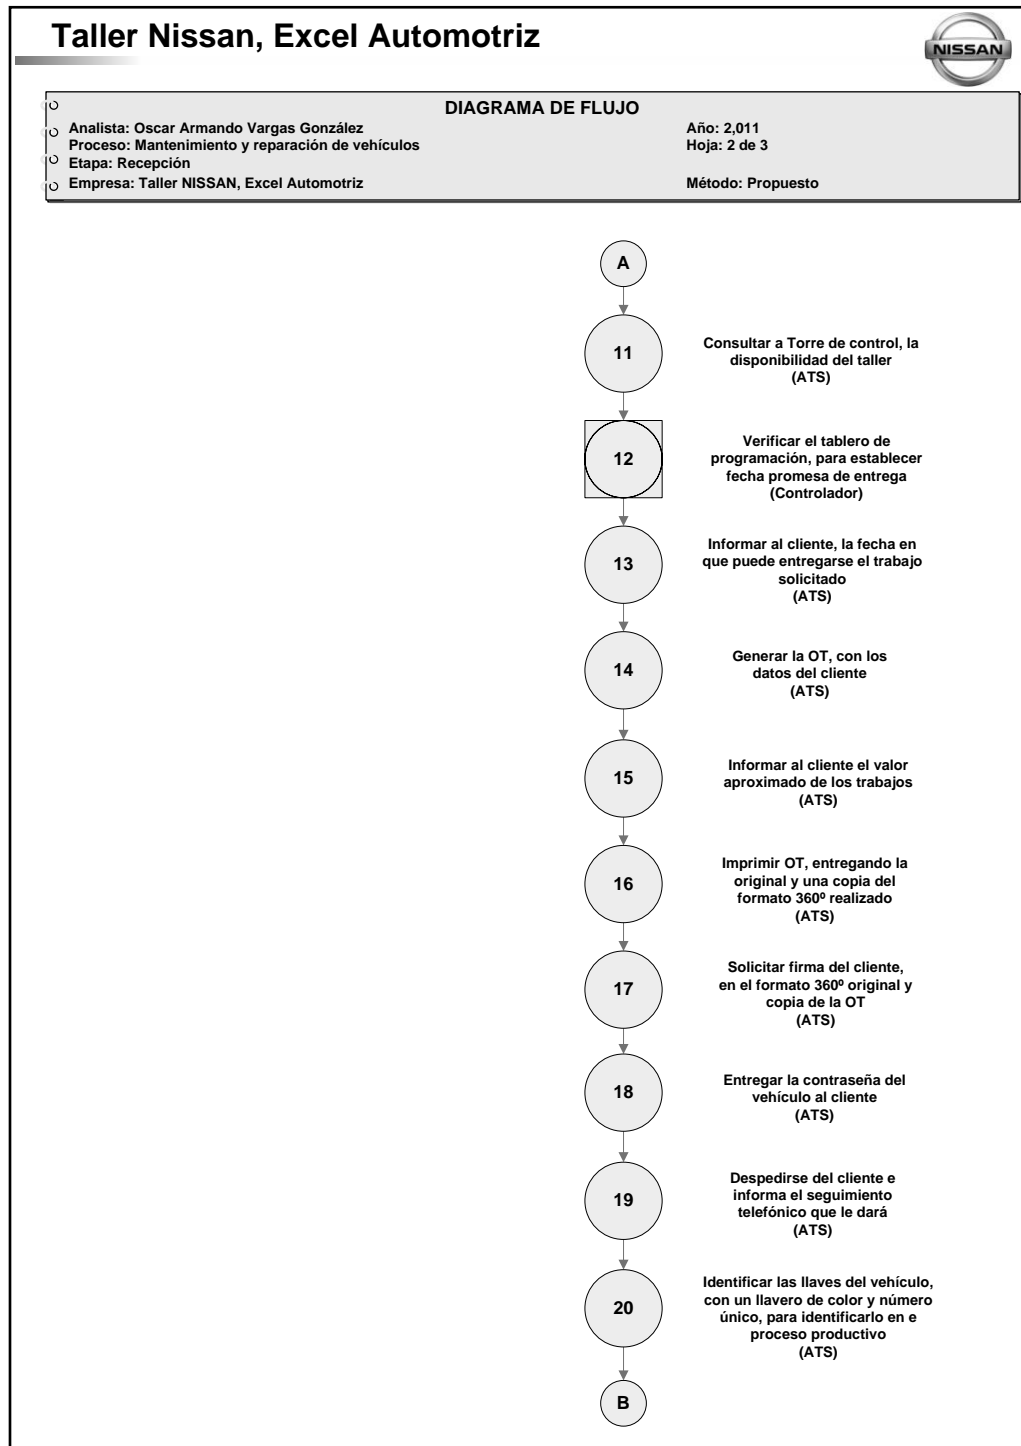 Taller Nissan, Excel Automotriz
NISSAN
DIAGRAMA DE FLUJO
Analista: Oscar Armando Vargas González
Año: 2,011
Proceso: Mantenimiento y reparación de vehículos
Hoja: 2 de 3
Etapa: Recepción
Empresa: Taller NISSAN, Excel Automotriz
Método: Propuesto
A
11
Consultar a Torre de control, la
disponibilidad del taller
(ATS)
12
Verificar el tablero de
programación, para establecer
fecha promesa de entrega
(Controlador)
13
Informar al cliente, la fecha en
que puede entregarse el trabajo
solicitado
(ATS)
14
Generar la OT, con los
datos del cliente
(ATS)
15
Informar al cliente el valor
aproximado de los trabajos
(ATS)
16
Imprimir OT, entregando la
original y una copia del
formato 360º realizado
(ATS)
17
Solicitar firma del cliente,
en el formato 360º original y
copia de la OT
(ATS)
18
Entregar la contraseña del
vehículo al cliente
(ATS)
19
Despedirse del cliente e
informa el seguimiento
telefónico que le dará
(ATS)
20
Identificar las llaves del vehículo,
con un llavero de color y número
único, para identificarlo en e
proceso productivo
(ATS)
B